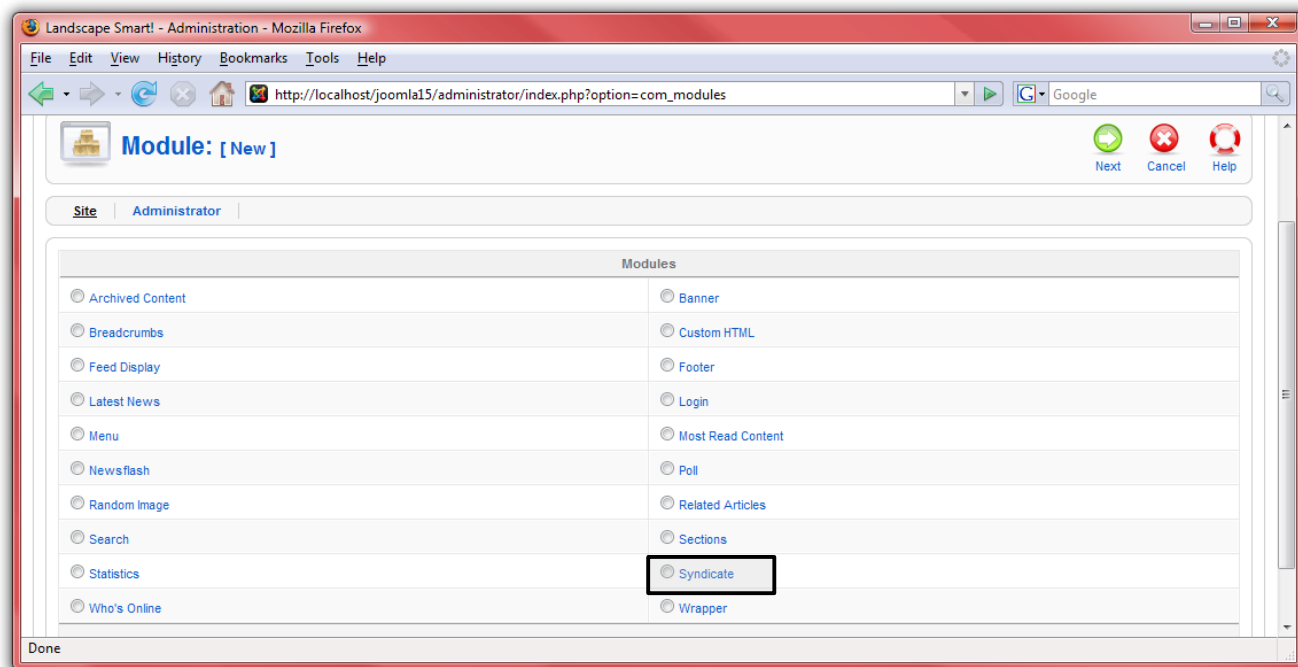 Landscape Smart! - Administration - Mozilla Firefox
File Edit View History Bookmarks Tools Help
http://localhost/joomla15/administrator/index.php?option=com_modules
G Google
Module: [ New ]
Next Cancel Help
Site Administrator
Modules
Archived Content Banner
Breadcrumbs Custom HTML
Feed Display Footer
Latest News Login
Menu Most Read Content
Newsflash Poll
Random Image Related Articles
Search Sections
Statistics Syndicate
Who's Online Wrapper
Done